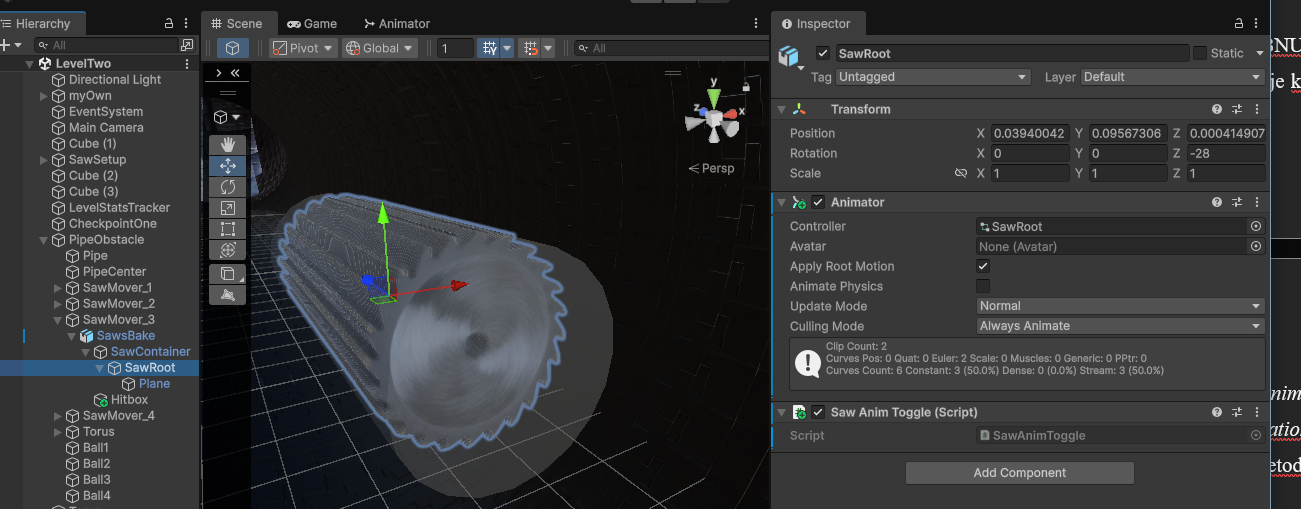 Hierarchy
All
LevelTwo
Directional Light
myOwn
EventSystem
Main Camera
Cube (1)
SawSetup
Cube (2)
Cube (3)
LevelStatsTracker
CheckpointOne
PipeObstacle
Pipe
PipeCenter
SawMover_1
SawMover_2
SawMover_3
SawsBake
SawContainer
SawRoot
Plane
Hitbox
SawMover_4
Torus
Ball1
Ball2
Ball3
Ball4
Scene Game Animator
Pivot Global 1 All
y
z x
Persp
Inspector
SawRoot Static
Tag Untagged Layer Default
Transform
Position X 0.03940042 Y 0.09567306 Z 0.000414907
Rotation X 0 Y 0 Z -28
Scale X 1 Y 1 Z 1
Animator
Controller SawRoot
Avatar None (Avatar)
Apply Root Motion
Animate Physics
Update Mode Normal
Culling Mode Always Animate
Clip Count: 2
Curves Pos: 0 Quat: 0 Euler: 2 Scale: 0 Muscles: 0 Generic: 0 PPtr: 0
Curves Count: 6 Constant: 3 (50.0%) Dense: 0 (0.0%) Stream: 3 (50.0%)
Saw Anim Toggle (Script)
Script SawAnimToggle
Add Component
je k
etod